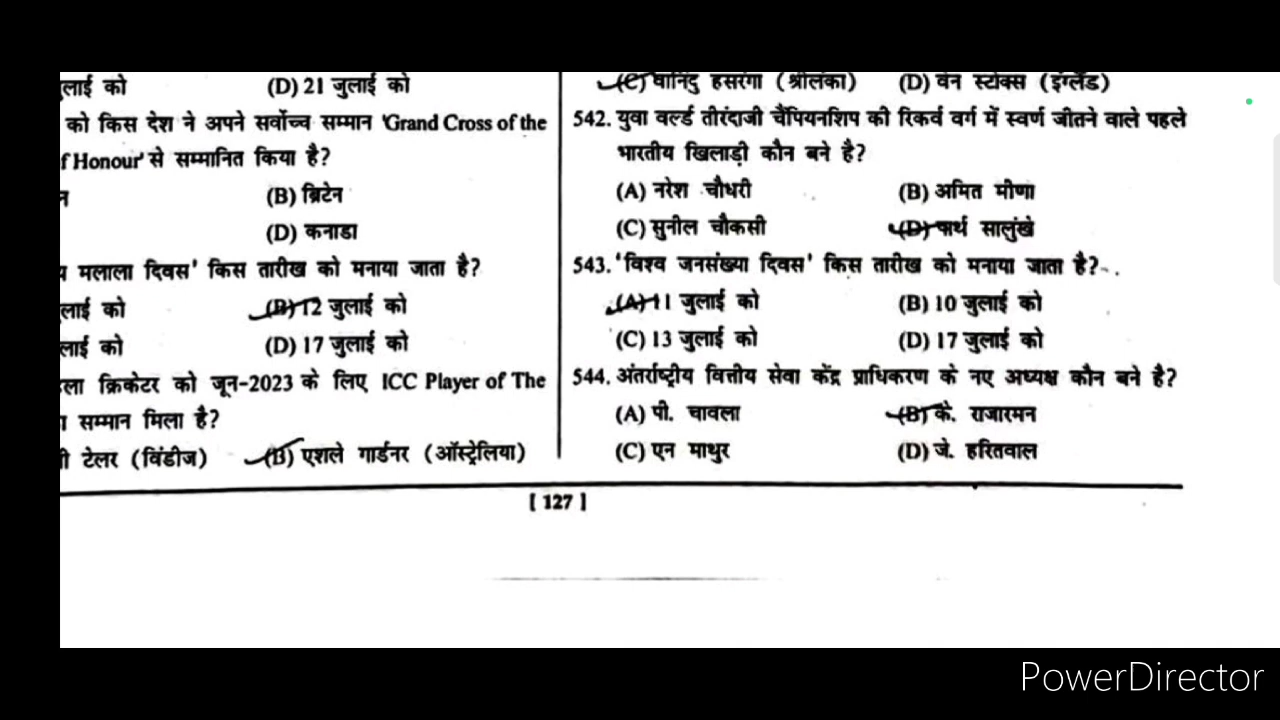 लाई को (D) 21 जुलाई को
को किस देश ने अपने सर्वोच्च सम्मान 'Grand Cross of the
f Honour' से सम्मानित किया है?
न (B) ब्रिटेन
(D) कनाडा
य मलाला दिवस' किस तारीख को मनाया जाता है?
लाई को (B) 12 जुलाई को
लाई को (D) 17 जुलाई को
ला क्रिकेटर को जून-2023 के लिए ICC Player of The
सम्मान मिला है?
टेलर (विंडीज) (B) एशले गार्डनर (ऑस्ट्रेलिया)
(C) वानिंदु हसरंगा (श्रीलंका) (D) वेन स्टोक्स (इंग्लैंड)
542. युवा वर्ल्ड तीरंदाजी चैंपियनशिप की रिकर्व वर्ग में स्वर्ण जीतने वाले पहले
भारतीय खिलाड़ी कौन बने है?
(A) नरेश चौधरी (B) अमित मीणा
(C) सुनील चौकसी (D) पार्थ सालुंखे
543. 'विश्व जनसंख्या दिवस' किस तारीख को मनाया जाता है?
(A) 11 जुलाई को (B) 10 जुलाई को
(C) 13 जुलाई को (D) 17 जुलाई को
544. अंतर्राष्ट्रीय वित्तीय सेवा केंद्र प्राधिकरण के नए अध्यक्ष कौन बने है?
(A) पी. चावला (B) के. राजारमन
(C) एन माथुर (D) जे. हरितवाल
[ 127 ]
PowerDirector